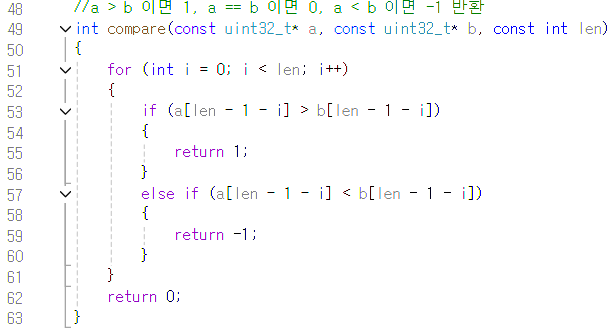 48 //a > b 이면 1, a == b 이면 0, a < b 이면 -1 반환
49 int compare(const uint32_t* a, const uint32_t* b, const int len)
50 {
51     for (int i = 0; i < len; i++)
52     {
53         if (a[len - 1 - i] > b[len - 1 - i])
54         {
55             return 1;
56         }
57         else if (a[len - 1 - i] < b[len - 1 - i])
58         {
59             return -1;
60         }
61     }
62     return 0;
63 }